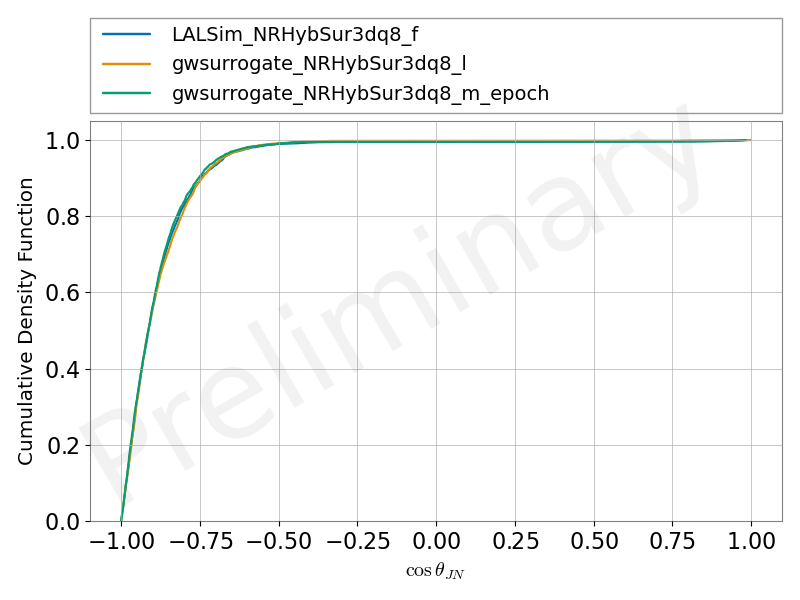 LALSim_NRHybSur3dq8_f
gwsurrogate_NRHybSur3dq8_l
gwsurrogate_NRHybSur3dq8_m_epoch
Preliminary
Cumulative Density Function
1.0
0.8
0.6
0.4
0.2
0.0
−1.00 −0.75 −0.50 −0.25 0.00 0.25 0.50 0.75 1.00
cos θ_JN